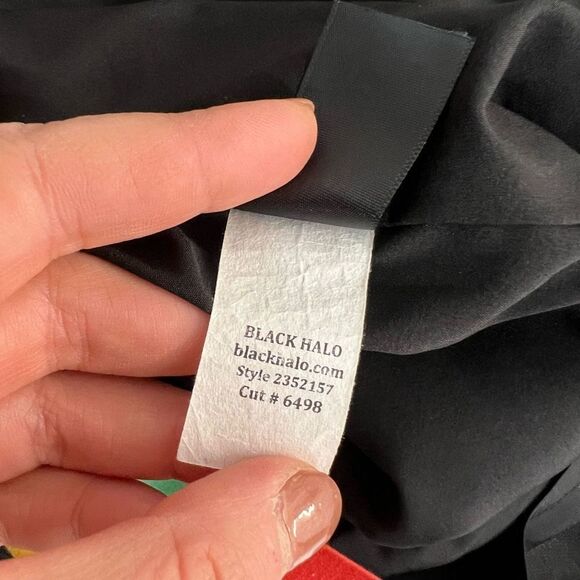 BLACK HALO
blackhalo.com
Style 2352157
Cut # 6498